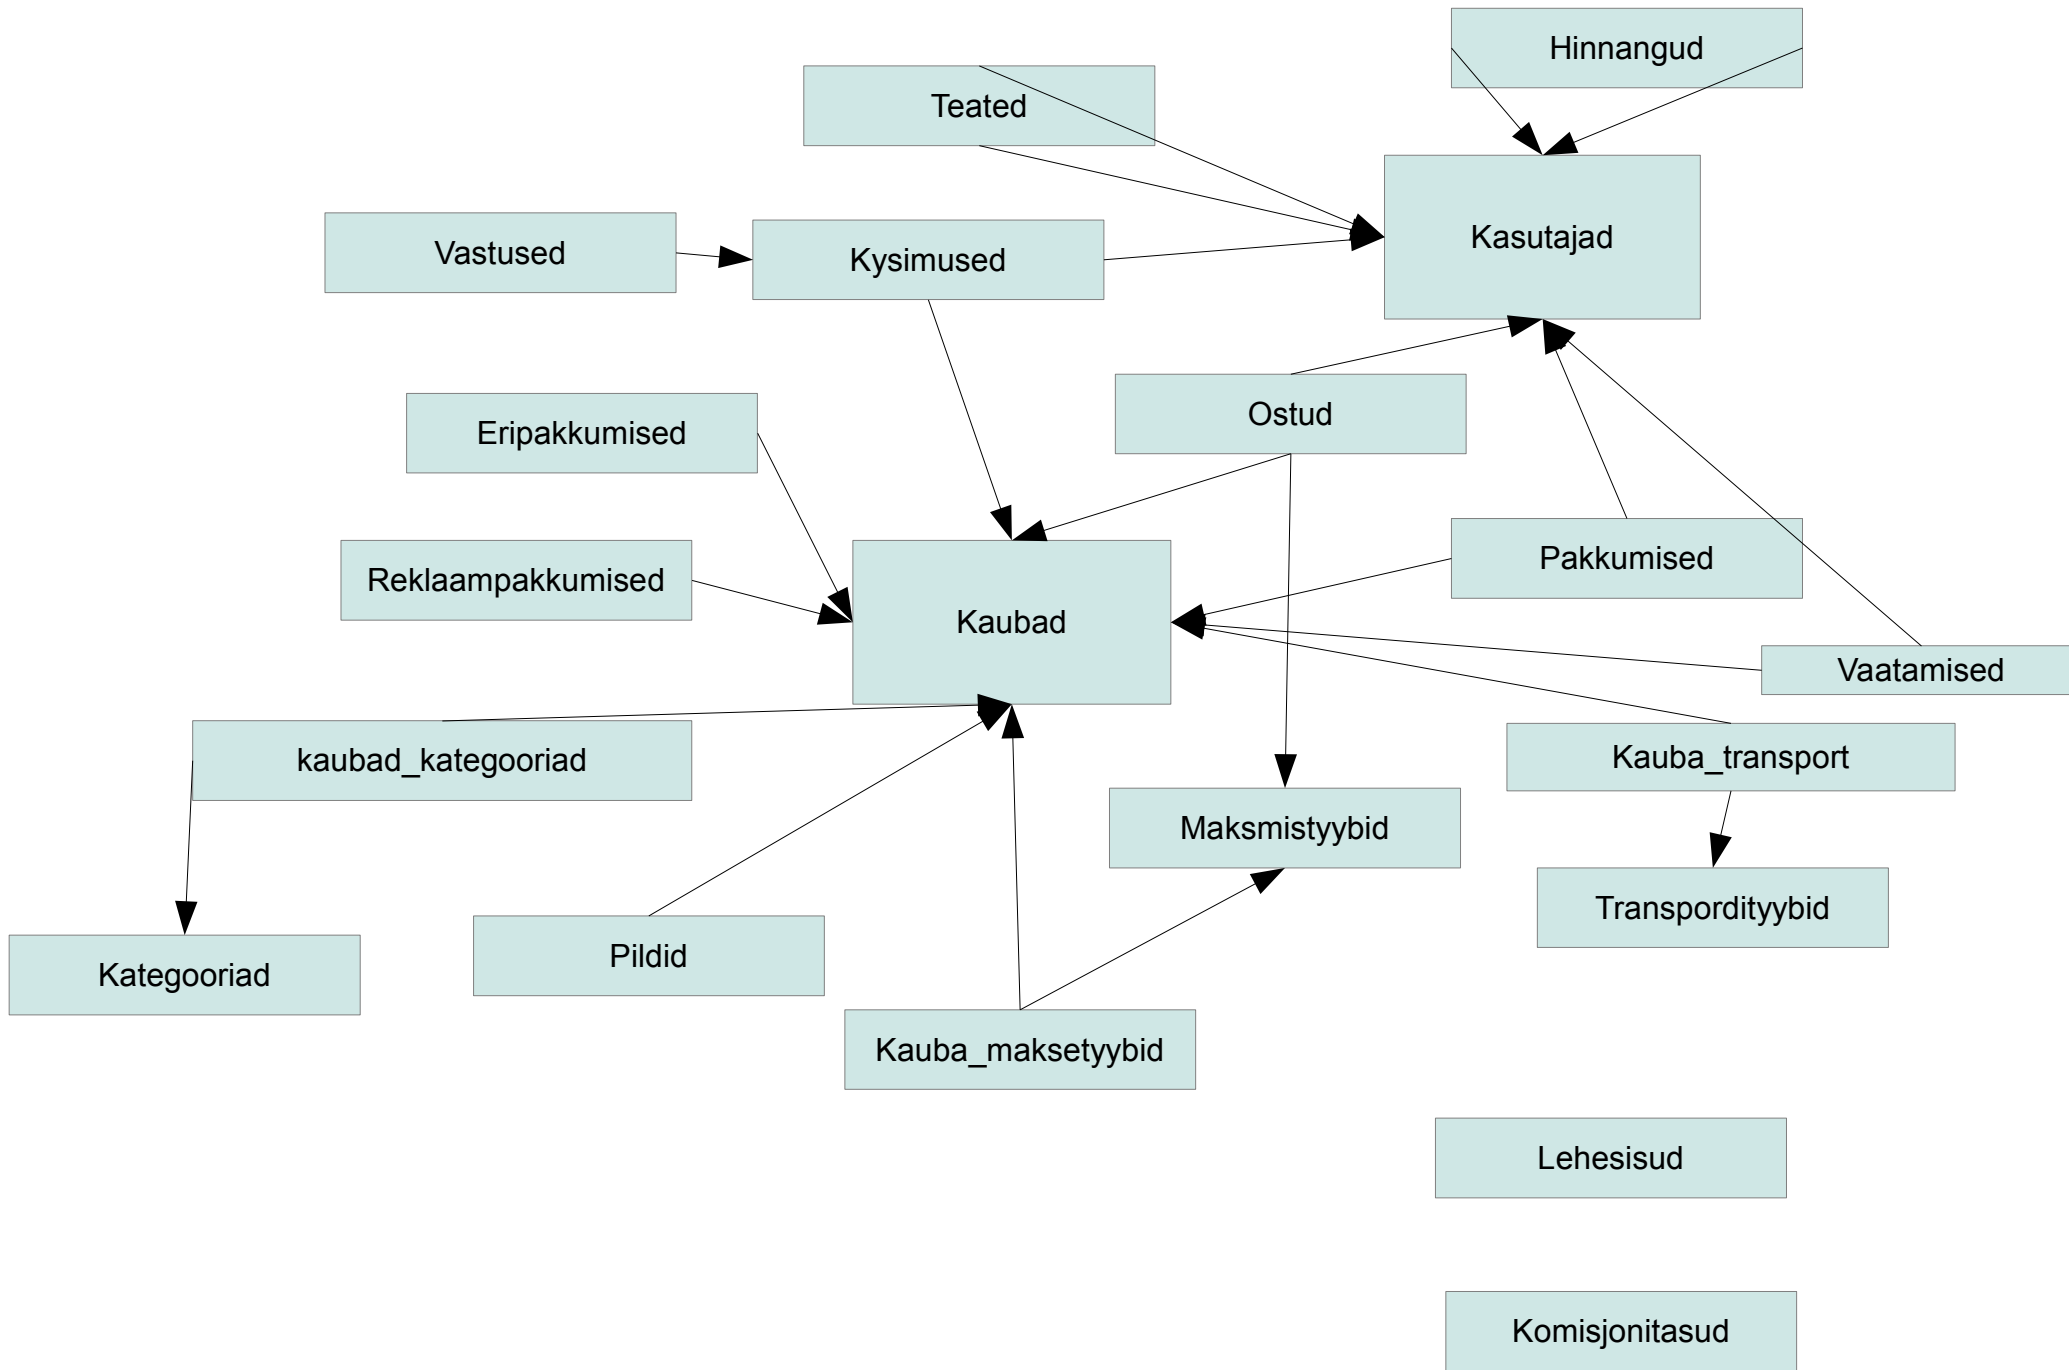 Hinnangud
Teated
Kasutajad
Vastused
Kysimused
Ostud
Eripakkumised
Pakkumised
Reklaampakkumised
Kaubad
Vaatamised
kaubad_kategooriad
Kauba_transport
Maksmistyybid
Transpordityybid
Pildid
Kategooriad
Kauba_maksetyybid
Lehesisud
Komisjonitasud